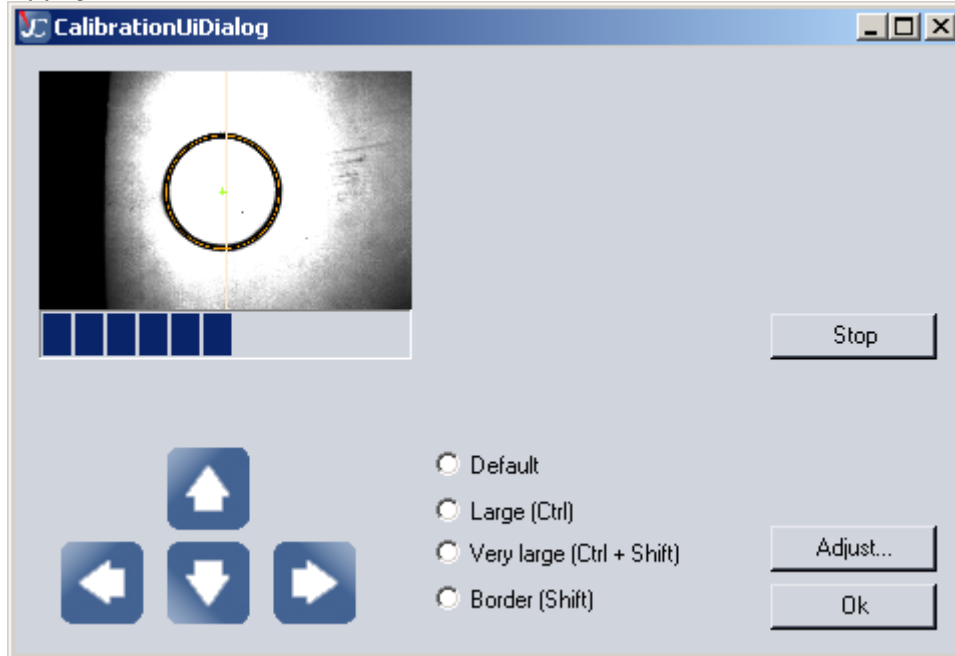 CalibrationUiDialog
Stop
Default
Large (Ctrl)
Very large (Ctrl + Shift)
Adjust...
Border (Shift)
Ok